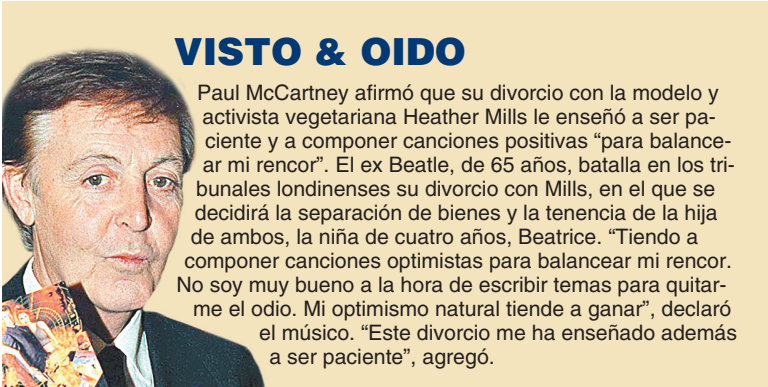 VISTO & OIDO
Paul McCartney afirmó que su divorcio con la modelo y
activista vegetariana Heather Mills le enseñó a ser pa-
ciente y a componer canciones positivas “para balance-
ar mi rencor”. El ex Beatle, de 65 años, batalla en los tri-
bunales londinenses su divorcio con Mills, en el que se
decidirá la separación de bienes y la tenencia de la hija
de ambos, la niña de cuatro años, Beatrice. “Tiendo a
componer canciones optimistas para balancear mi rencor.
No soy muy bueno a la hora de escribir temas para quitar-
me el odio. Mi optimismo natural tiende a ganar”, declaró
el músico. “Este divorcio me ha enseñado además
a ser paciente”, agregó.